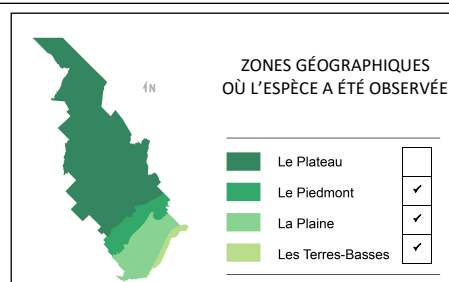 ZONES GÉOGRAPHIQUES
OÙ L'ESPÈCE A ÉTÉ OBSERVÉE
N
Le Plateau
Le Piedmont ✓
La Plaine ✓
Les Terres-Basses ✓